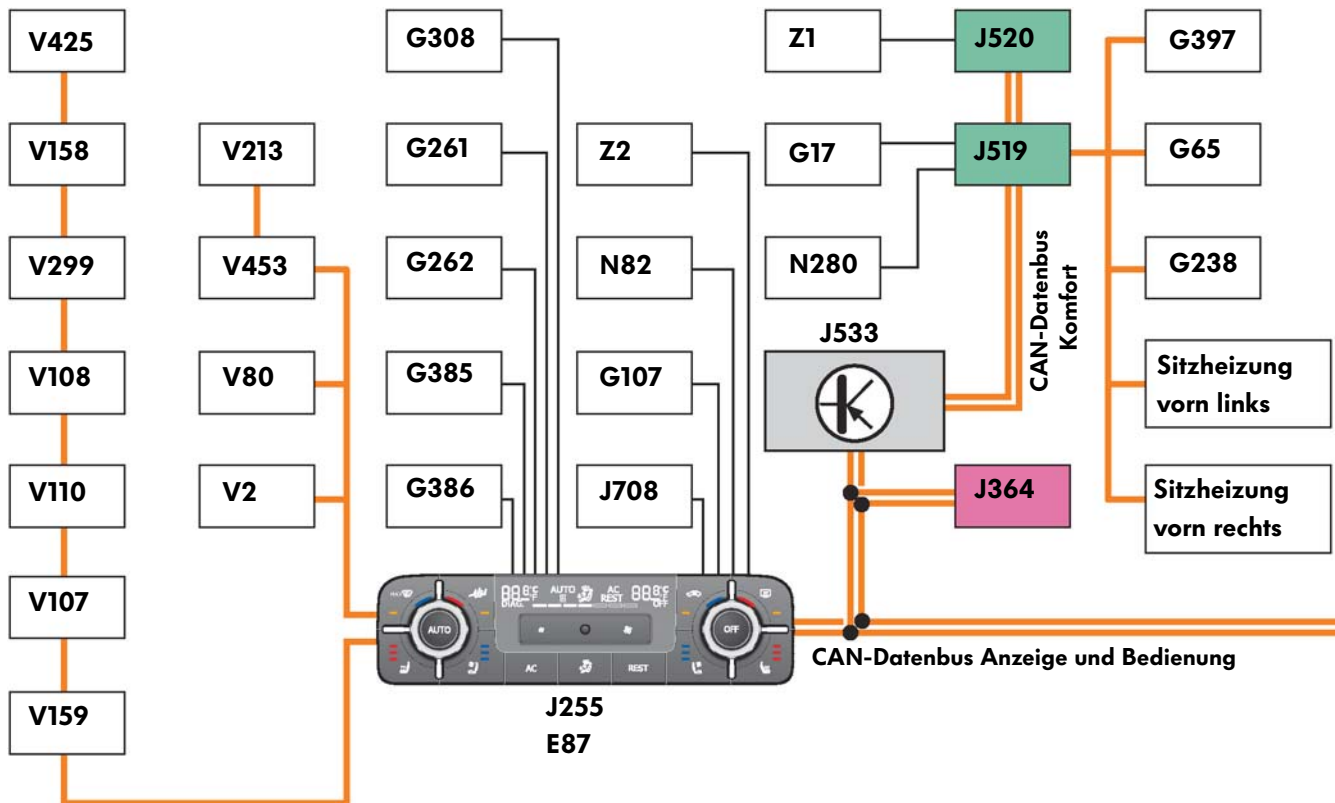 V425
G308
Z1
J520
G397
V158
V213
G261
Z2
G17
J519
G65
V299
V453
G262
N82
N280
G238
CAN-Datenbus
Komfort
J533
V108
V80
G385
G107
Sitzheizung
vorn links
V110
V2
G386
J708
J364
Sitzheizung
vorn rechts
V107
AUTO
AC
REST
OFF
DIAG.
AUTO
OFF
AC
REST
CAN-Datenbus Anzeige und Bedienung
V159
J255
E87